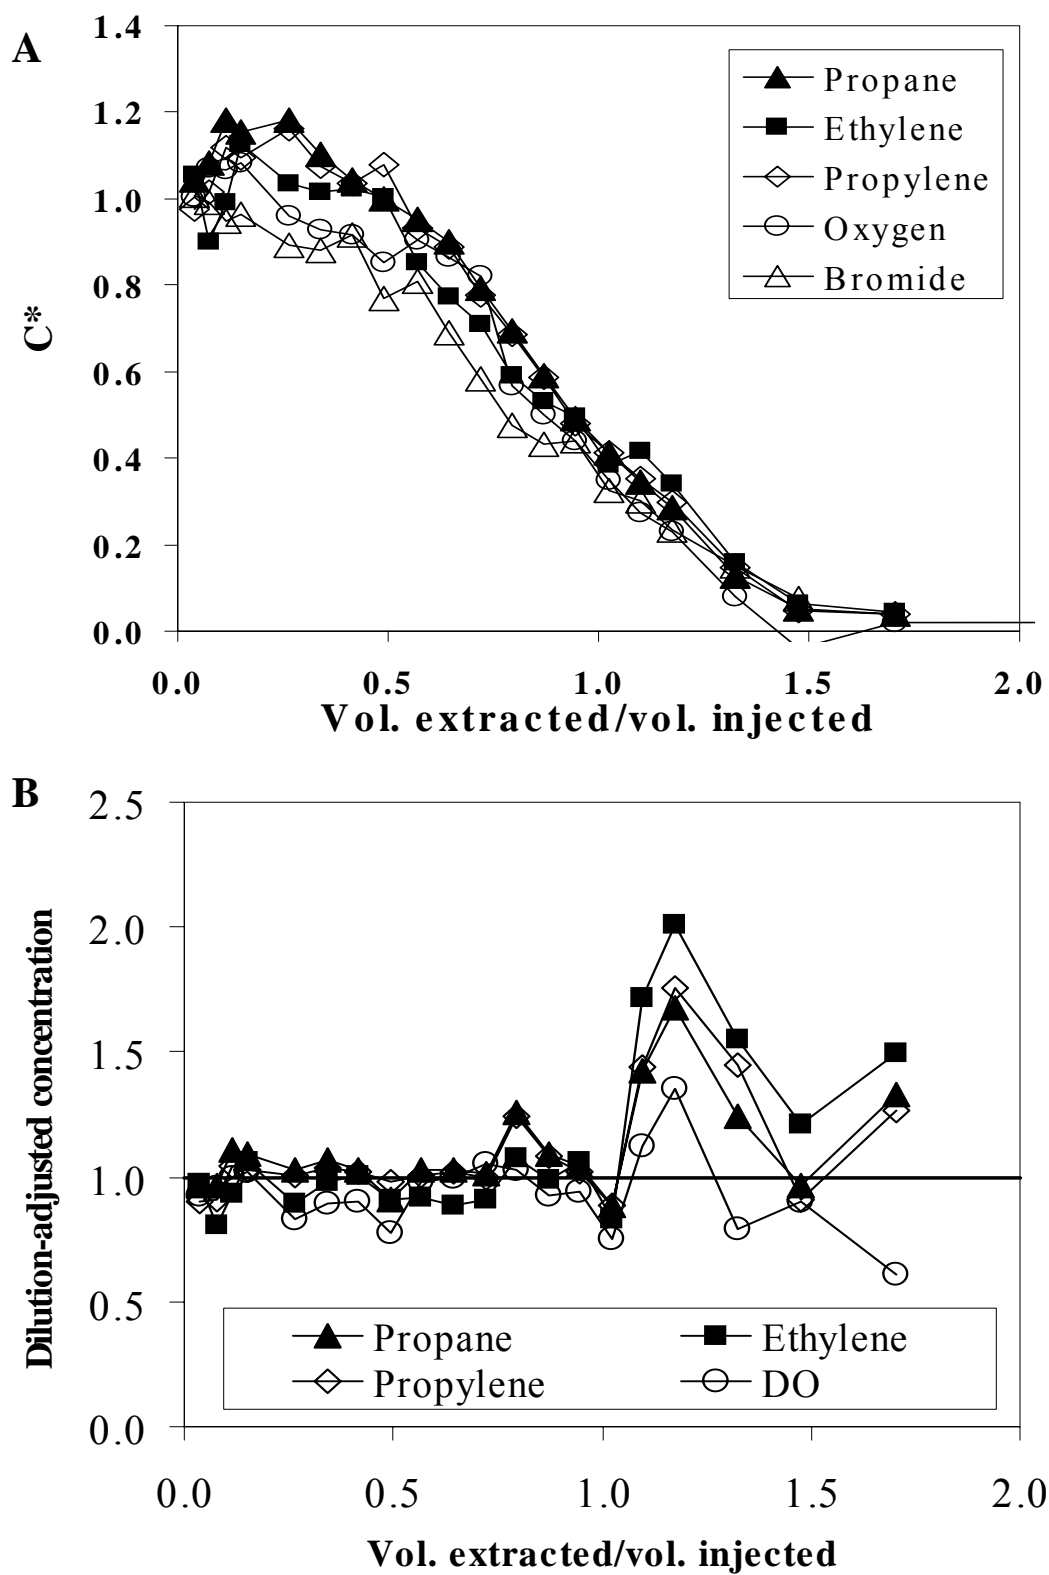 A
1.4
1.2
1.0
0.8
0.6
0.4
0.2
0.0
C*
Propane
Ethylene
Propylene
Oxygen
Bromide
0.0 0.5 1.0 1.5 2.0
Vol. extracted/vol. injected
B
2.5
2.0
1.5
1.0
0.5
0.0
Dilution-adjusted concentration
Propane Ethylene
Propylene DO
0.0 0.5 1.0 1.5 2.0
Vol. extracted/vol. injected